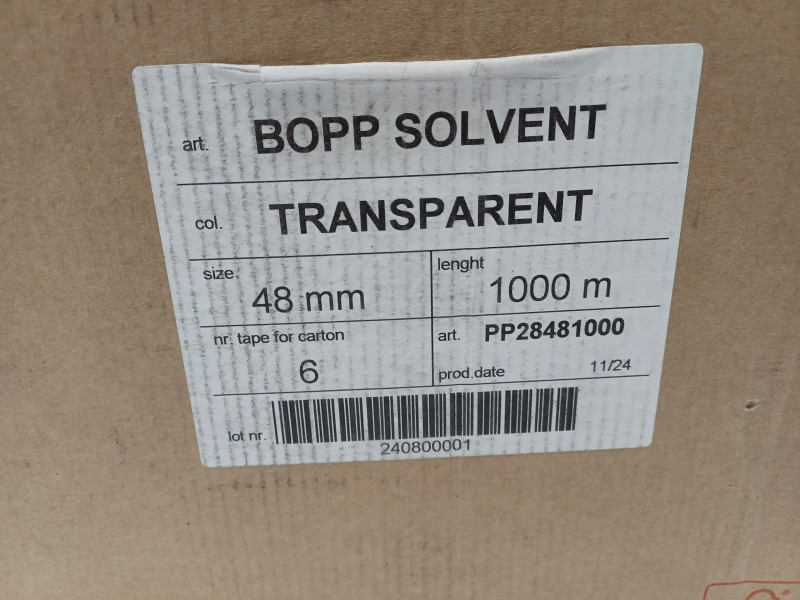 art. BOPP SOLVENT
col. TRANSPARENT
size 48 mm
lenght 1000 m
nr. tape for carton 6
art. PP28481000
prod.date 11/24
lot nr.
240800001